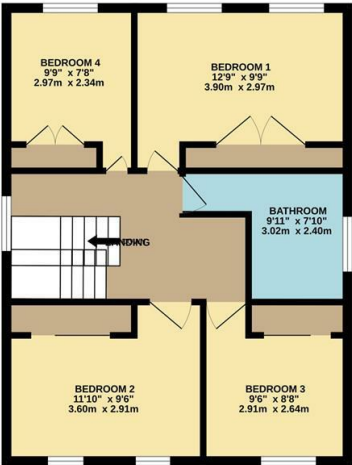 BEDROOM 4
9'9" x 7'8"
2.97m x 2.34m
BEDROOM 1
12'9" x 9'9"
3.90m x 2.97m
BATHROOM
9'11" x 7'10"
3.02m x 2.40m
BEDROOM 2
11'10" x 9'6"
3.60m x 2.91m
BEDROOM 3
9'6" x 8'8"
2.91m x 2.64m